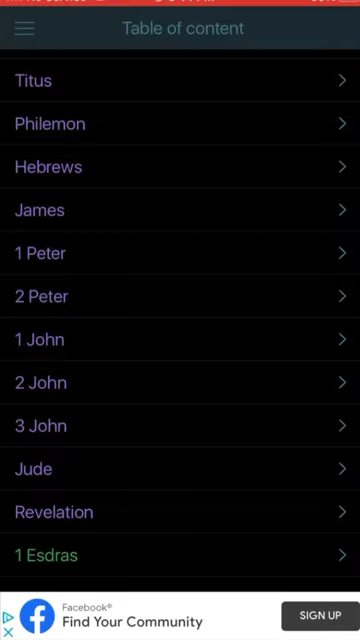 Table of content
Titus
Philemon
Hebrews
James
1 Peter
2 Peter
1 John
2 John
3 John
Jude
Revelation
1 Esdras
Facebook®
Find Your Community
SIGN UP